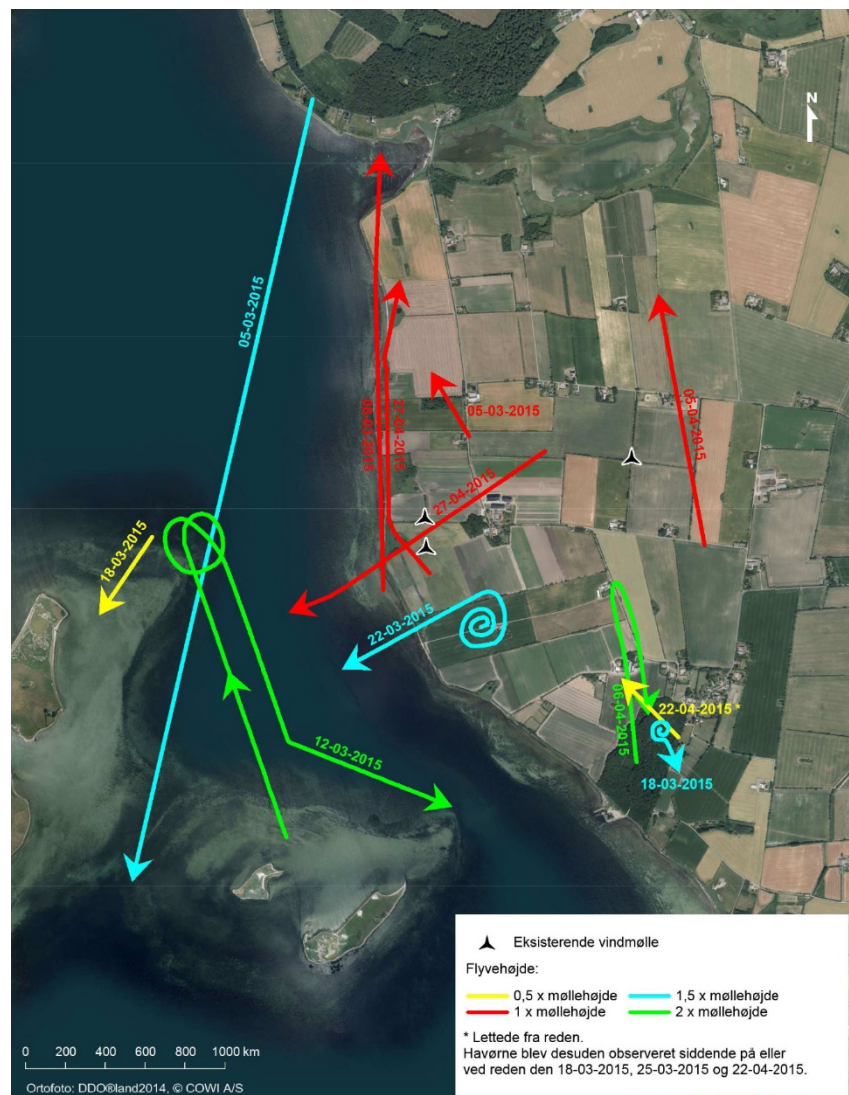 N
05-03-2015
08-03-2015
27-04-2015
05-03-2015
05-04-2015
27-04-2015
18-03-2015
22-03-2015
22-04-2015 *
06-04-2015
12-03-2015
18-03-2015
Eksisterende vindmølle
Flyvehøjde:
0,5 x møllehøjde 1,5 x møllehøjde
1 x møllehøjde 2 x møllehøjde
* Lettede fra reden.
Havørne blev desuden observeret siddende på eller
ved reden den 18-03-2015, 25-03-2015 og 22-04-2015.
0 200 400 600 800 1000 km
Ortofoto: DDO®land2014, © COWI A/S